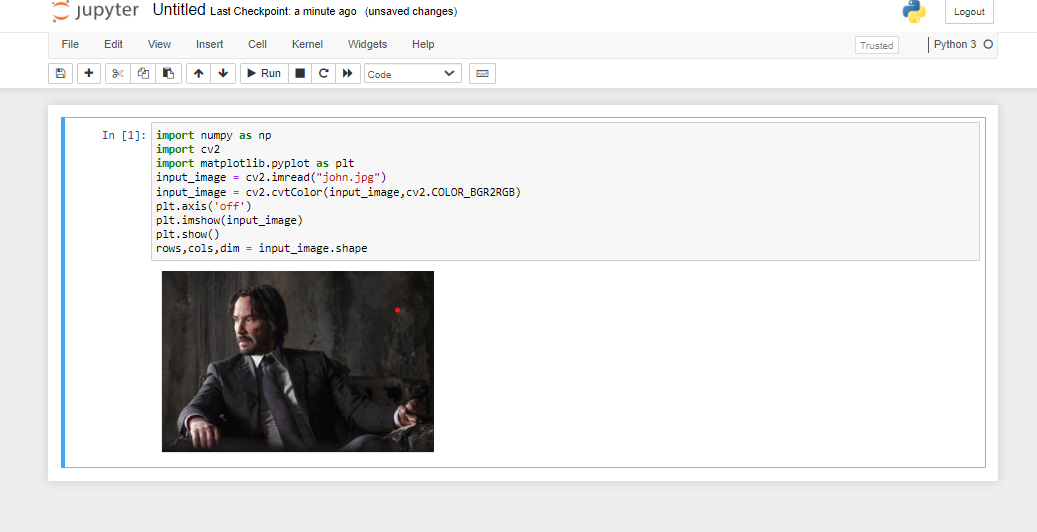 jupyter Untitled Last Checkpoint: a minute ago (unsaved changes)
Logout
File Edit View Insert Cell Kernel Widgets Help
Trusted
Python 3
Run
Code
In [1]: import numpy as np
import cv2
import matplotlib.pyplot as plt
input_image = cv2.imread("john.jpg")
input_image = cv2.cvtColor(input_image,cv2.COLOR_BGR2RGB)
plt.axis('off')
plt.imshow(input_image)
plt.show()
rows,cols,dim = input_image.shape